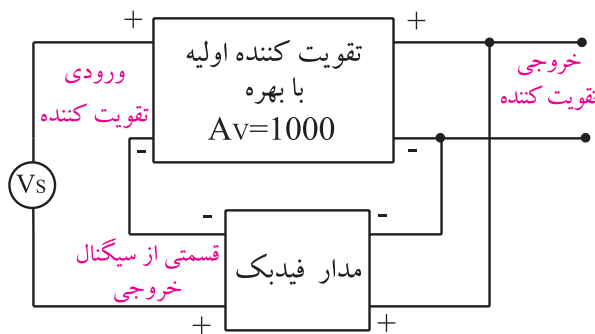 +
+
تقویت کننده اولیه
با بهره
AV=1000
ورودی
تقویت کننده
خروجی
تقویت کننده
-
-
VS
-
-
قسمتی از سیگنال
خروجی
مدار فیدبک
+
+